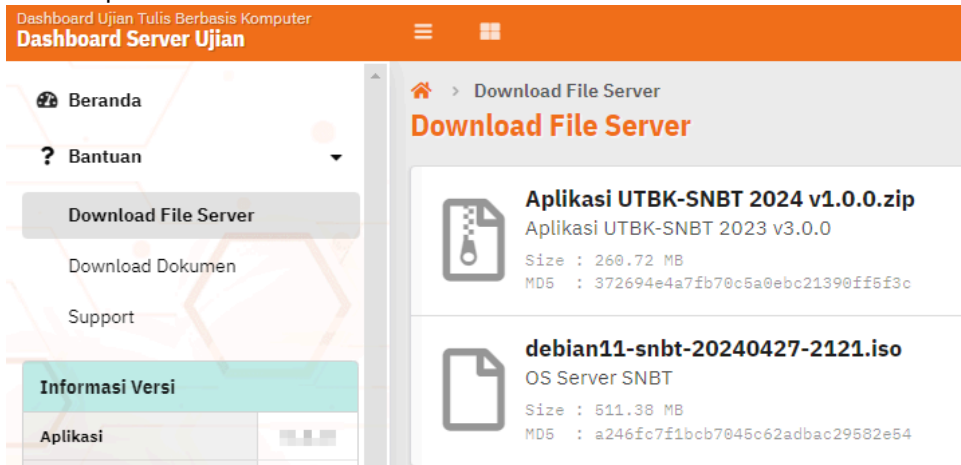 Dashboard Ujian Tulis Berbasis Komputer
Dashboard Server Ujian
Beranda
? Bantuan
Download File Server
Download Dokumen
Support
Informasi Versi
Aplikasi
> Download File Server
Download File Server
Aplikasi UTBK-SNBT 2024 v1.0.0.zip
Aplikasi UTBK-SNBT 2023 v3.0.0
Size : 260.72 MB
MD5 : 372694e4a7fb70c5a0ebc21390ff5f3c
debian11-snbt-20240427-2121.iso
OS Server SNBT
Size : 511.38 MB
MD5 : a246fc7f1bcb7045c62adbac29582e54